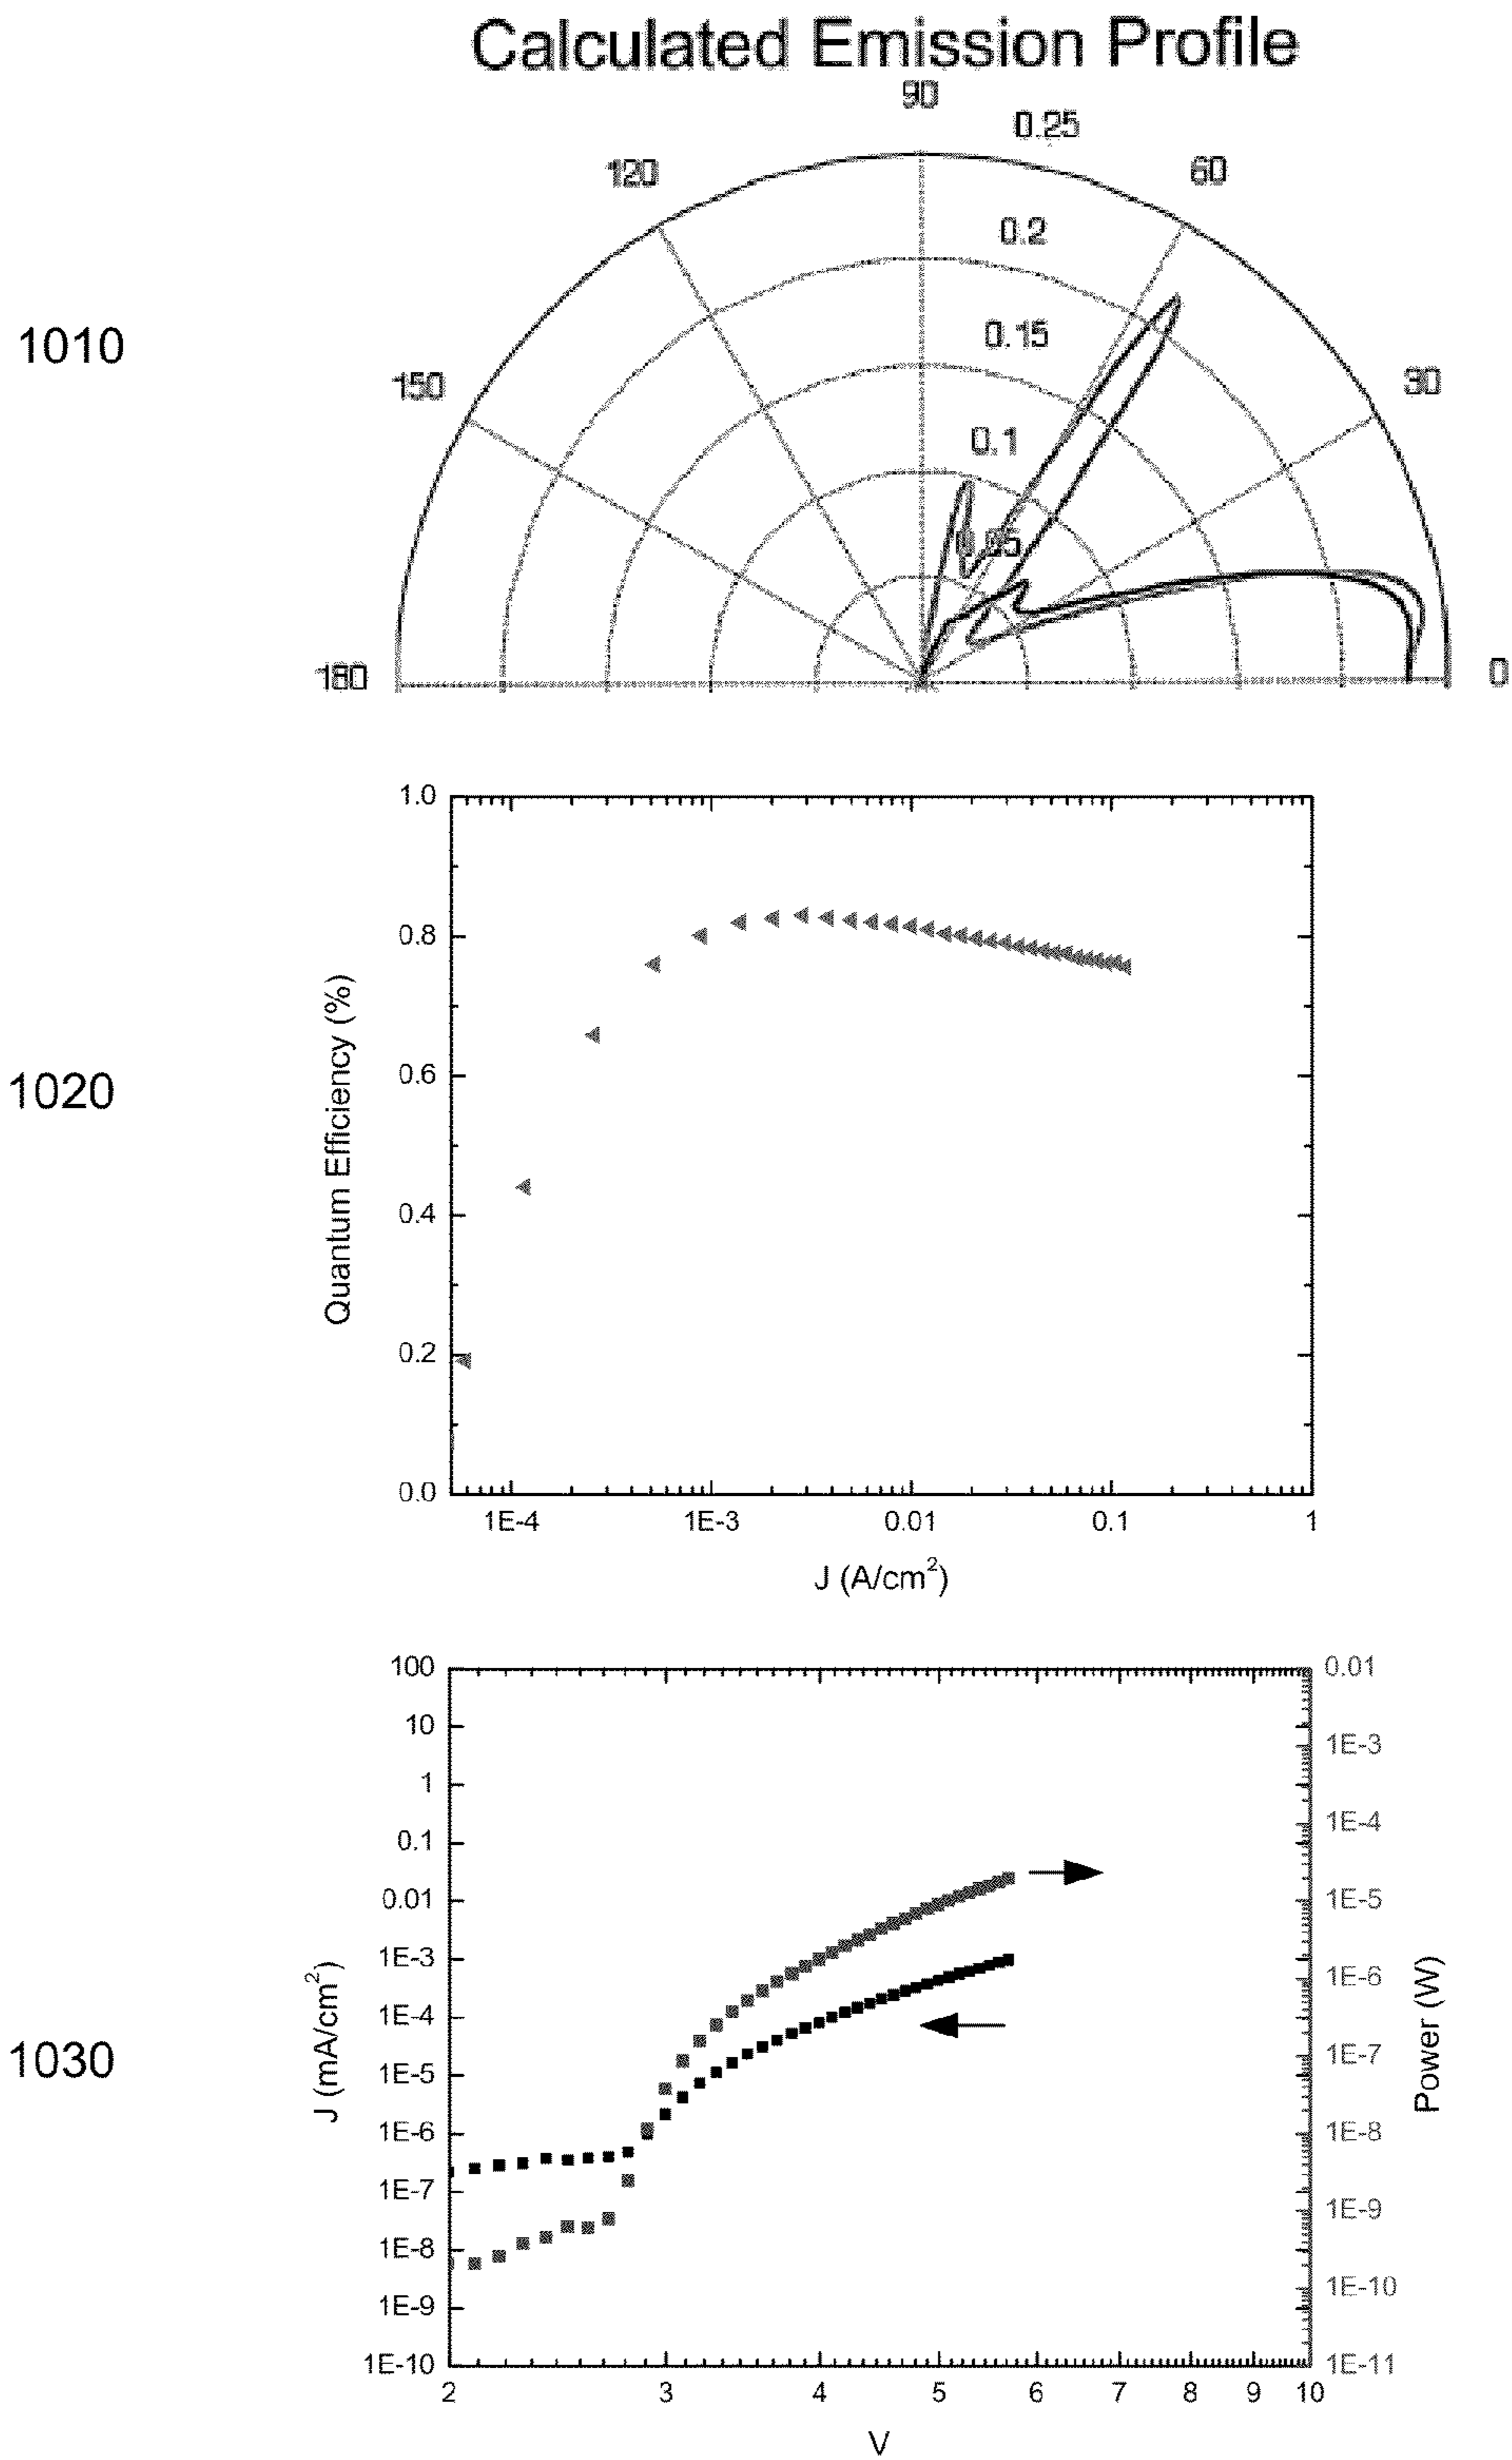 Calculated Emission Profile
90
0.25
120
60
0.2
1010
0.15
150
30
0.1
0.05
180
0
1.0
0.8
1020
Quantum Efficiency (%)
0.6
0.4
0.2
0.0
1E-4 1E-3 0.01 0.1 1
J (A/cm²)
100 0.01
10 1E-3
1
1E-4
0.1
0.01 1E-5
1E-3
1E-6
1E-4
1030
J (mA/cm²)
Power (W)
1E-7
1E-5
1E-6 1E-8
1E-7
1E-9
1E-8
1E-10
1E-9
1E-10 1E-11
2 3 4 5 6 7 8 9 10
V